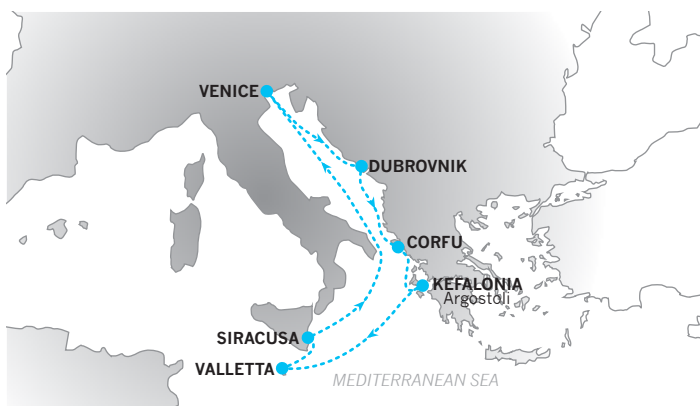 VENICE
DUBROVNIK
CORFU
KEFALONIA
Argostoli
SIRACUSA
VALLETTA
MEDITERRANEAN SEA